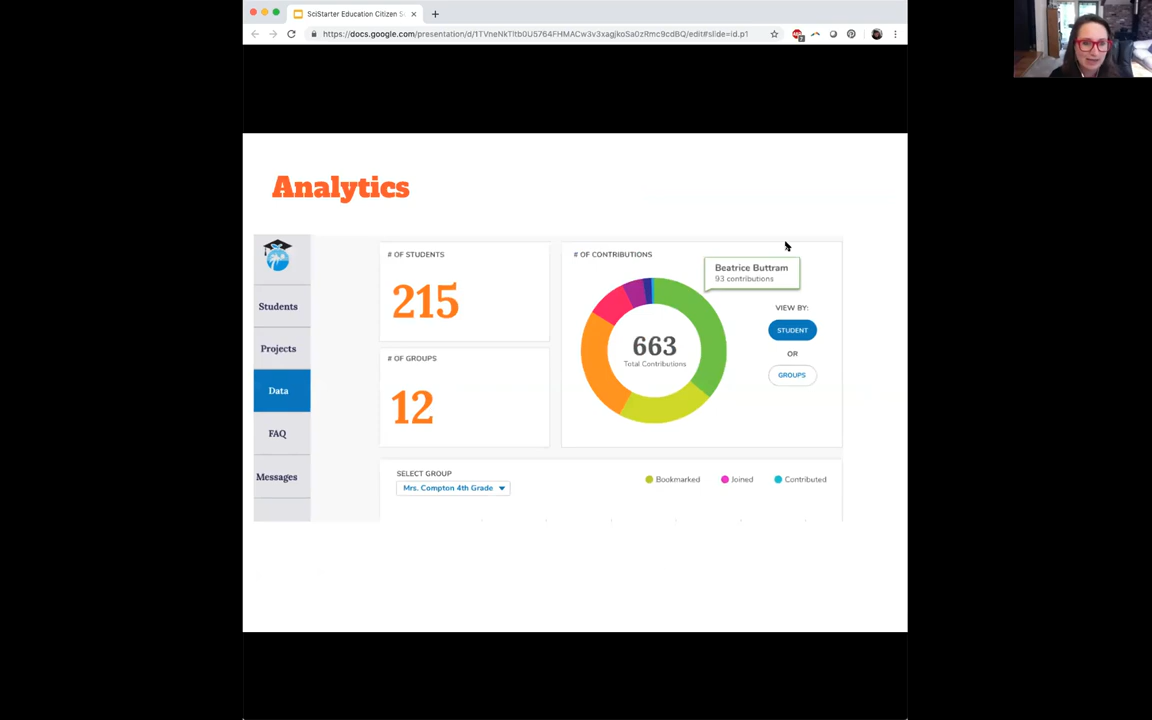 SciStarter Education Citizen S
https://docs.google.com/presentation/d/1TVneNkTltb0U5764FHMACw3v3xagjkoSa0zRmc9cdBQ/edit#slide=id.p1
Analytics
Students
Projects
Data
FAQ
Messages
# OF STUDENTS
215
# OF GROUPS
12
# OF CONTRIBUTIONS
Beatrice Buttram
93 contributions
663
Total Contributions
VIEW BY:
STUDENT
OR
GROUPS
SELECT GROUP
Mrs. Compton 4th Grade
Bookmarked
Joined
Contributed